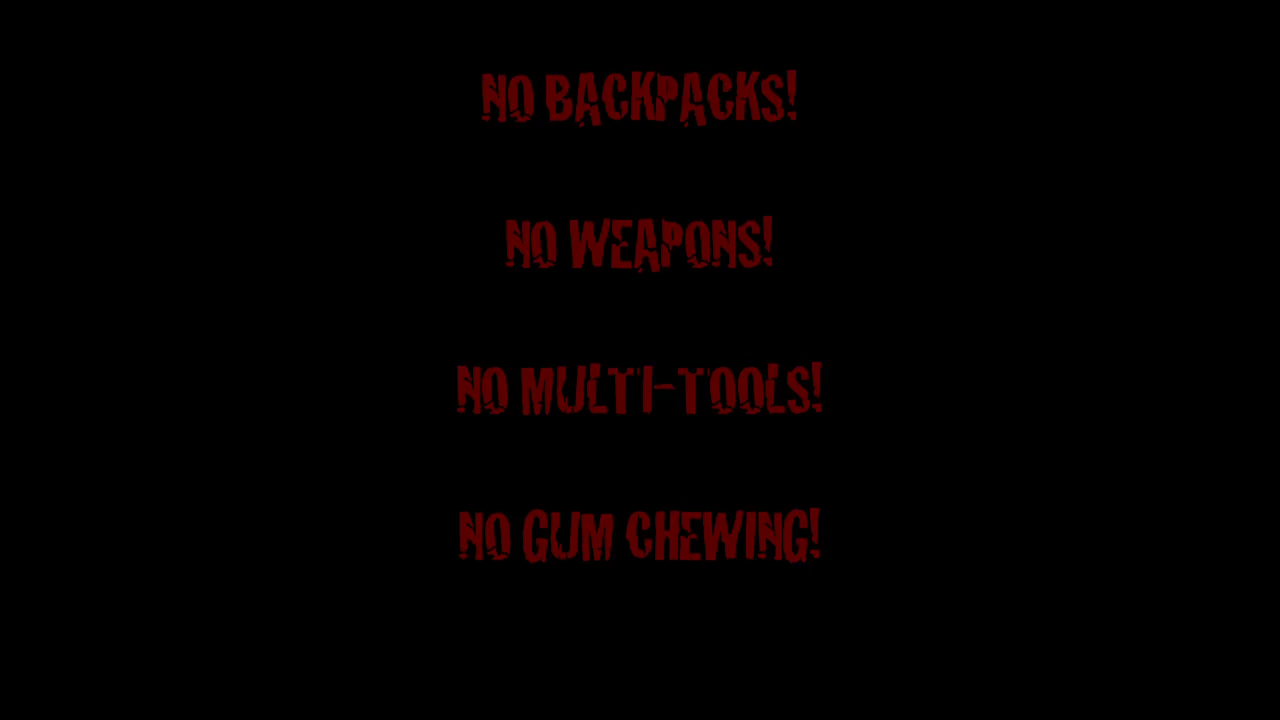 NO BACKPACKS!
NO WEAPONS!
NO MULTI-TOOLS!
NO GUM CHEWING!